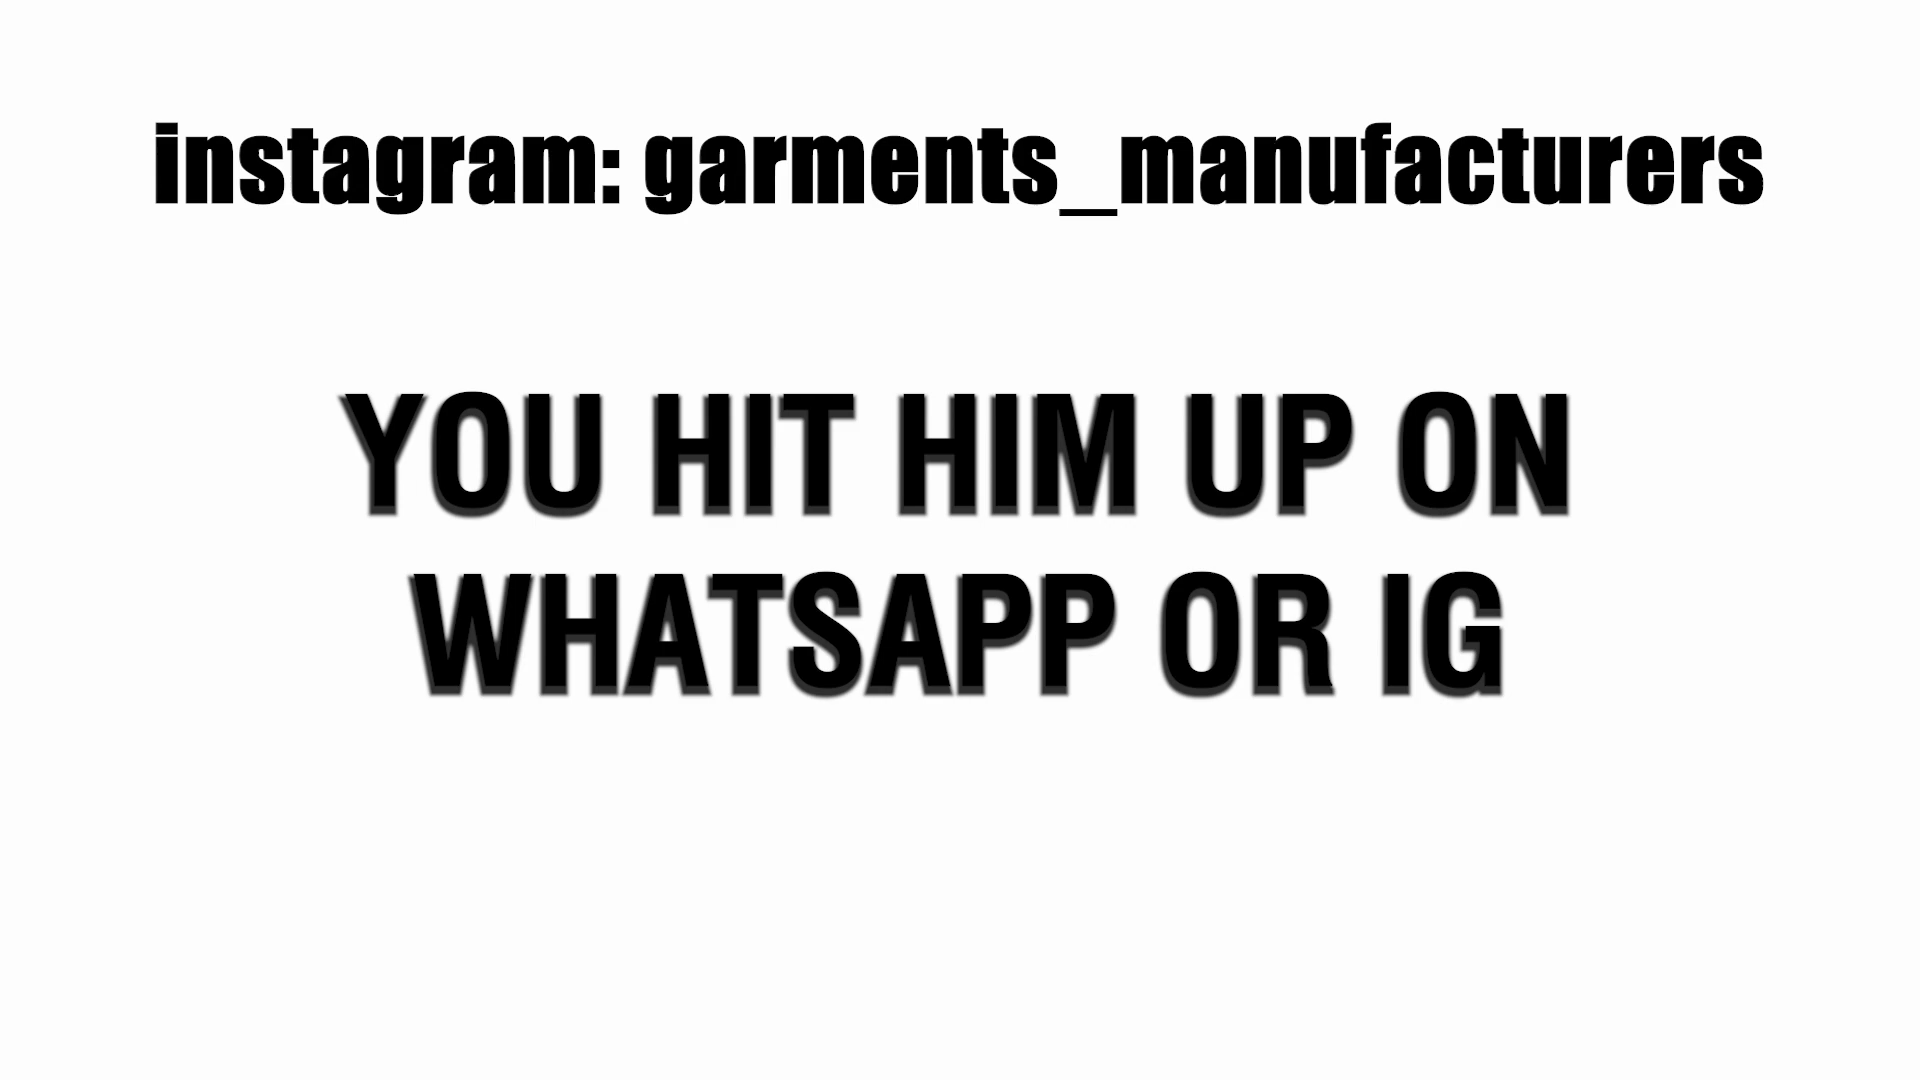 instagram: garments_manufacturers
YOU HIT HIM UP ON
WHATSAPP OR IG